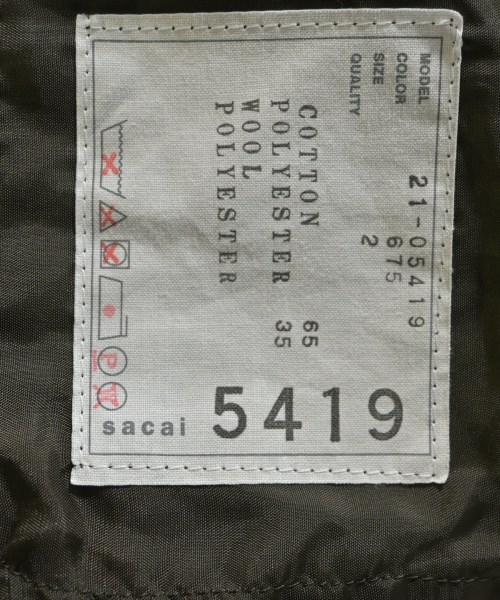 MODEL 21-05419
COLOR 675
SIZE 2
QUALITY
COTTON 65
POLYESTER 35
WOOL
POLYESTER
P
sacai 5419